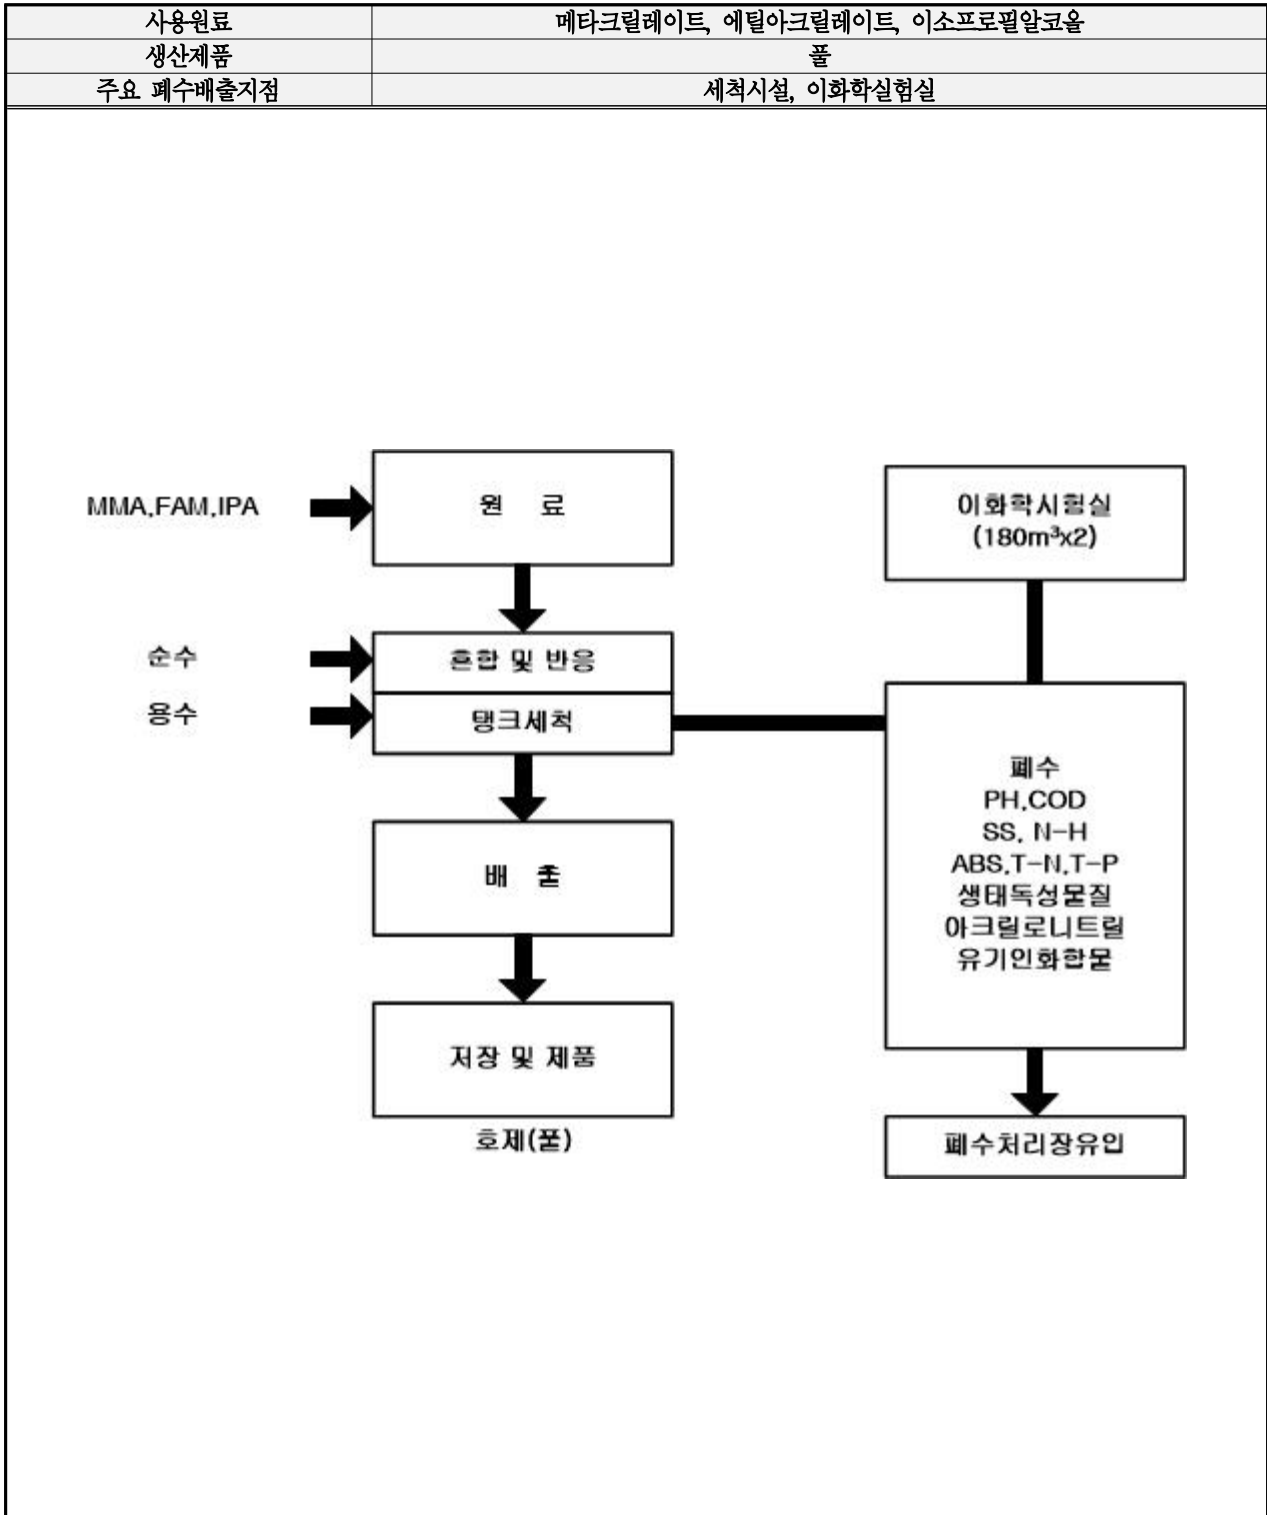 사용원료 메타크릴레이트, 에틸아크릴레이트, 이소프로필알코올
생산제품 풀
주요 폐수배출지점 세척시설, 이화학실험실
MMA,FAM,IPA
원 료
이화학시험실
(180m³x2)
순수
혼합 및 반응
용수
탱크세척
폐수
PH,COD
SS, N-H
ABS,T-N,T-P
생태독성물질
아크릴로니트릴
유기인화합물
배 출
저장 및 제품
호제(풀)
폐수처리장유입